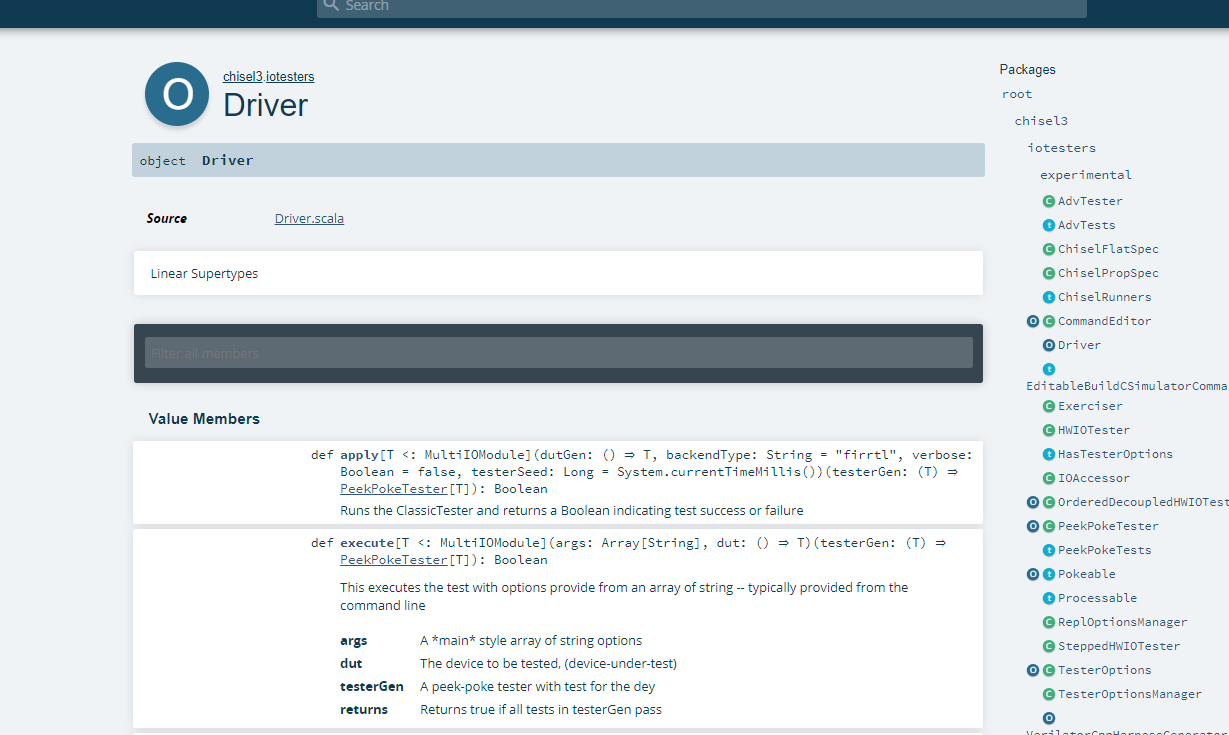 Search
O
chisel3.iotesters
Driver
object Driver
Source Driver.scala
Linear Supertypes
Filter all members
Value Members
def apply[T <: MultiIOModule](dutGen: () ⇒ T, backendType: String = "firrtl", verbose:
Boolean = false, testerSeed: Long = System.currentTimeMillis())(testerGen: (T) ⇒
PeekPokeTester[T]): Boolean
Runs the ClassicTester and returns a Boolean indicating test success or failure
def execute[T <: MultiIOModule](args: Array[String], dut: () ⇒ T)(testerGen: (T) ⇒
PeekPokeTester[T]): Boolean
This executes the test with options provide from an array of string -- typically provided from the
command line
args A *main* style array of string options
dut The device to be tested, (device-under-test)
testerGen A peek-poke tester with test for the dey
returns Returns true if all tests in testerGen pass
Packages
root
chisel3
iotesters
experimental
C AdvTester
t AdvTests
C ChiselFlatSpec
C ChiselPropSpec
t ChiselRunners
O C CommandEditor
O Driver
t
EditableBuildCSimulatorComma
C Exerciser
C HWIOTester
t HasTesterOptions
C IOAccessor
O C OrderedDecoupledHWIOTest
O C PeekPokeTester
t PeekPokeTests
O t Pokeable
t Processable
C ReplOptionsManager
C SteppedHWIOTester
O C TesterOptions
C TesterOptionsManager
O
VerilatorCppHarnessGenerator